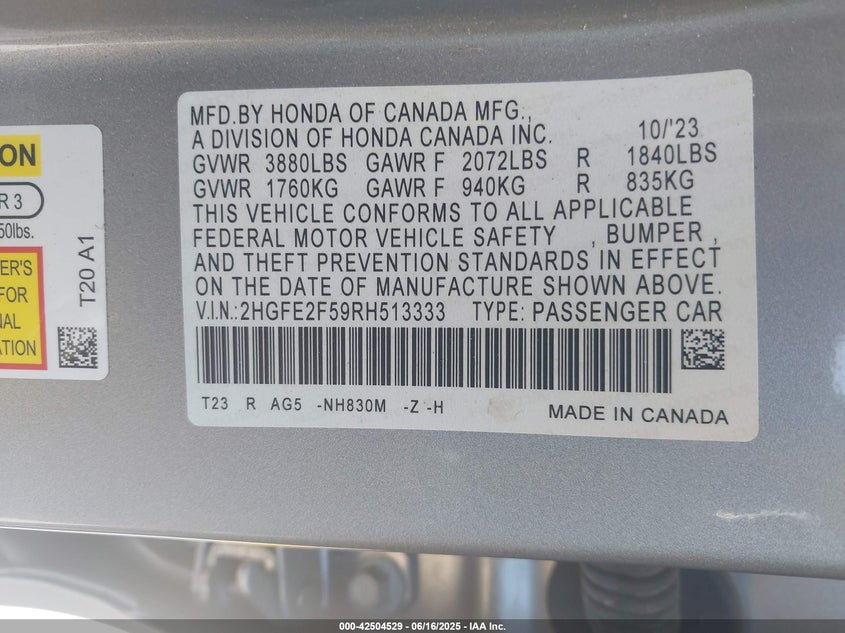 ON
R 3
50lbs.
ER'S
FOR
NAL
ATION
T20 A1
MFD.BY HONDA OF CANADA MFG.,
A DIVISION OF HONDA CANADA INC. 10/'23
GVWR 3880LBS GAWR F 2072LBS R 1840LBS
GVWR 1760KG GAWR F 940KG R 835KG
THIS VEHICLE CONFORMS TO ALL APPLICABLE
FEDERAL MOTOR VEHICLE SAFETY , BUMPER ,
AND THEFT PREVENTION STANDARDS IN EFFECT
ON THE DATE OF MANUFACTURE SHOWN ABOVE.
V.I.N.:2HGFE2F59RH513333 TYPE: PASSENGER CAR
T23 R AG5 -NH830M -Z -H MADE IN CANADA
000-42504529 - 06/16/2025 - IAA Inc.